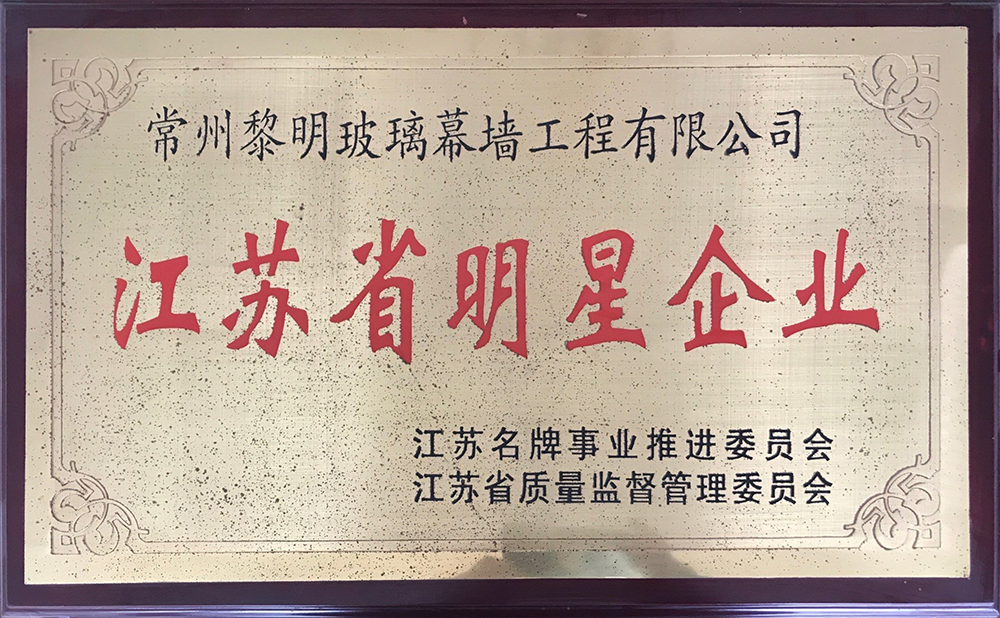 常州黎明玻璃幕墙工程有限公司
江苏省明星企业
江苏名牌事业推进委员会
江苏省质量监督管理委员会